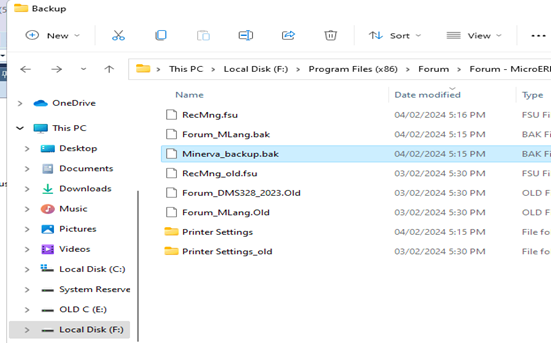 Backup
New
Sort
View
This PC > Local Disk (F:) > Program Files (x86) > Forum > Forum - MicroERP
Name Date modified Type
OneDrive
This PC
Desktop
Documents
Downloads
Music
Pictures
Videos
Local Disk (C:)
System Reserve
OLD C (E:)
Local Disk (F:)
RecMng.fsu 04/02/2024 5:16 PM FSU Fi
Forum_MLang.bak 04/02/2024 5:15 PM BAK Fi
Minerva_backup.bak 04/02/2024 5:15 PM BAK Fi
RecMng_old.fsu 03/02/2024 5:30 PM FSU Fi
Forum_DMS328_2023.Old 03/02/2024 5:30 PM OLD F
Forum_MLang.Old 03/02/2024 5:30 PM OLD F
Printer Settings 04/02/2024 5:15 PM File fo
Printer Settings_old 03/02/2024 5:30 PM File fo